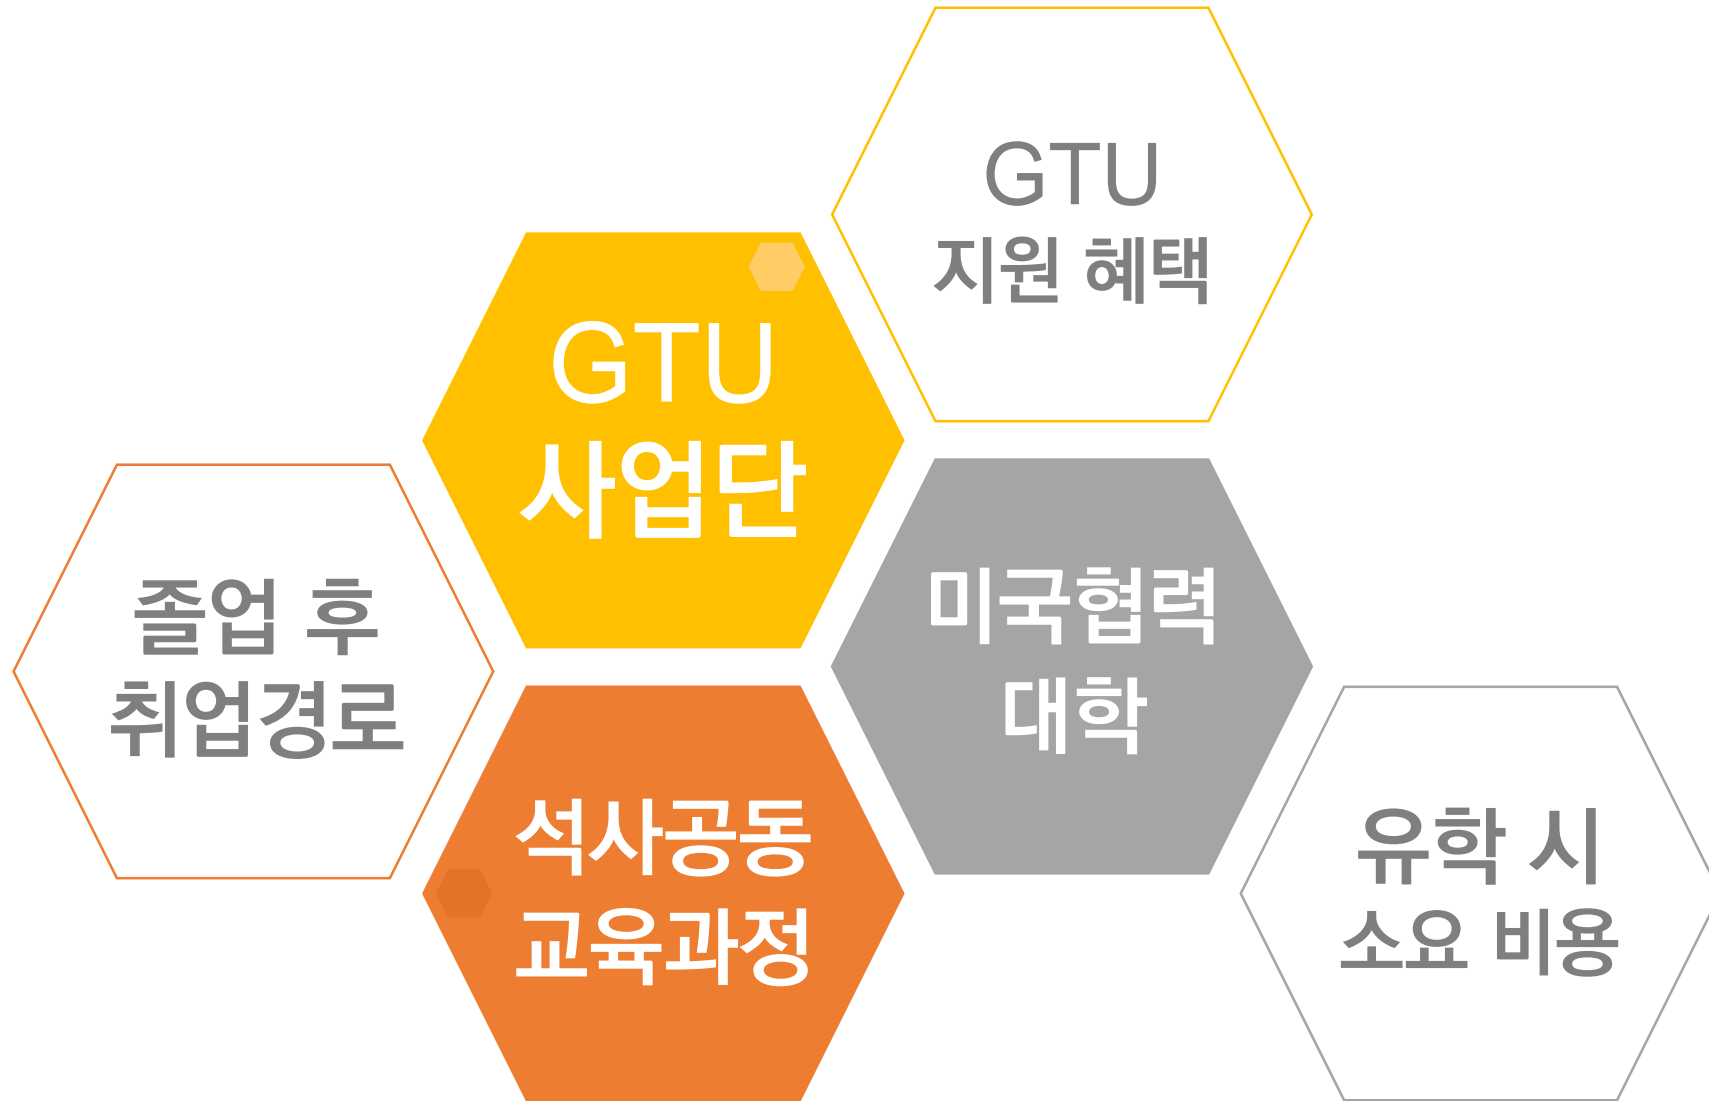 GTU
지원 혜택
GTU
사업단
졸업 후
취업경로
미국협력
대학
석사공동
교육과정
유학 시
소요 비용